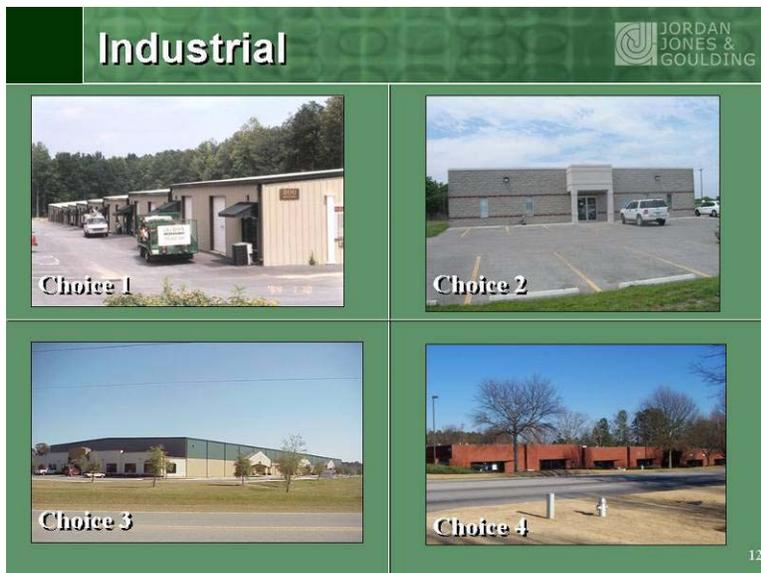 Industrial
JORDAN
JONES &
GOULDING
Choice 1
Choice 2
Choice 3
Choice 4
12